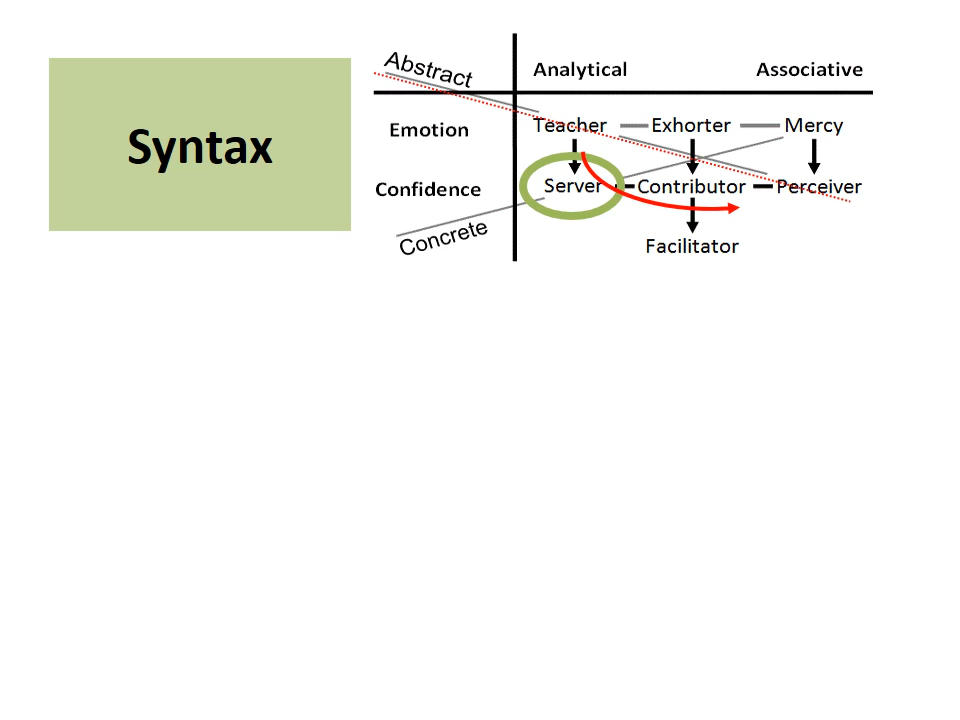 Syntax
Abstract
Analytical Associative
Emotion Teacher Exhorter Mercy
Confidence Server Contributor Perceiver
Concrete
Facilitator